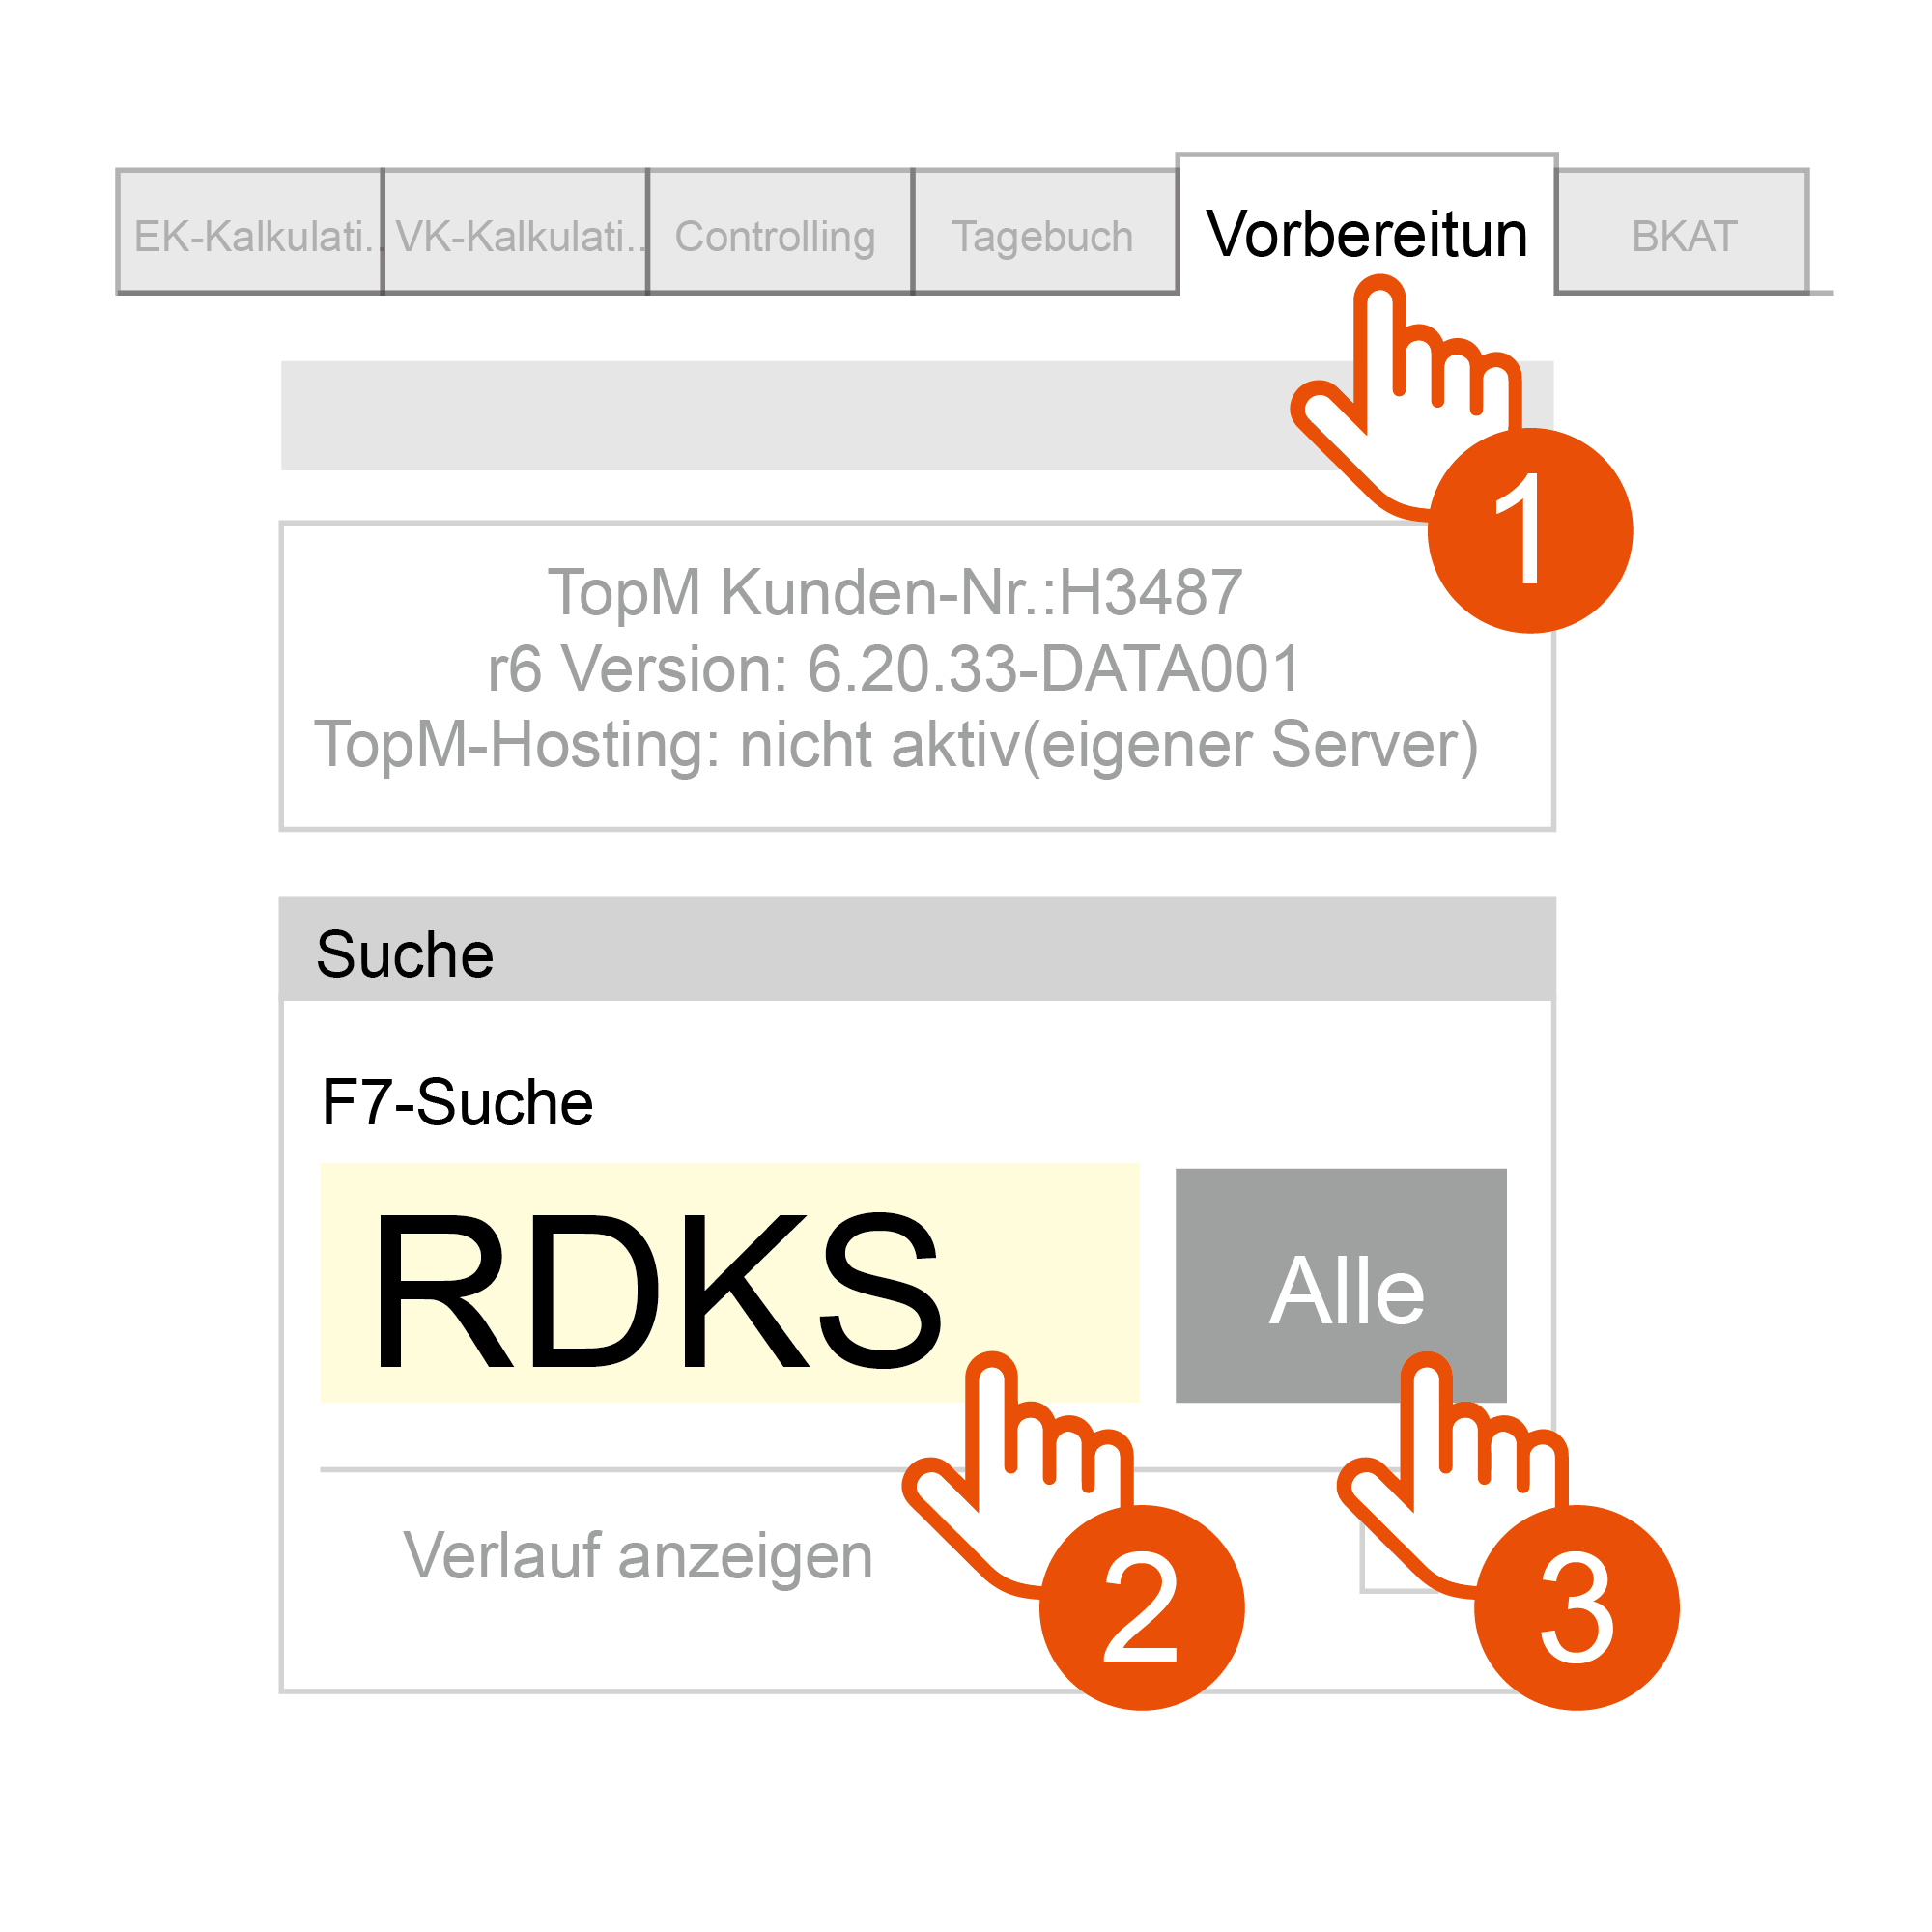 EK-Kalkulati.. VK-Kalkulati.. Controlling Tagebuch Vorbereitun BKAT
1
TopM Kunden-Nr.:H3487
r6 Version: 6.20.33-DATA001
TopM-Hosting: nicht aktiv(eigener Server)
Suche
F7-Suche
RDKS Alle
Verlauf anzeigen
2 3